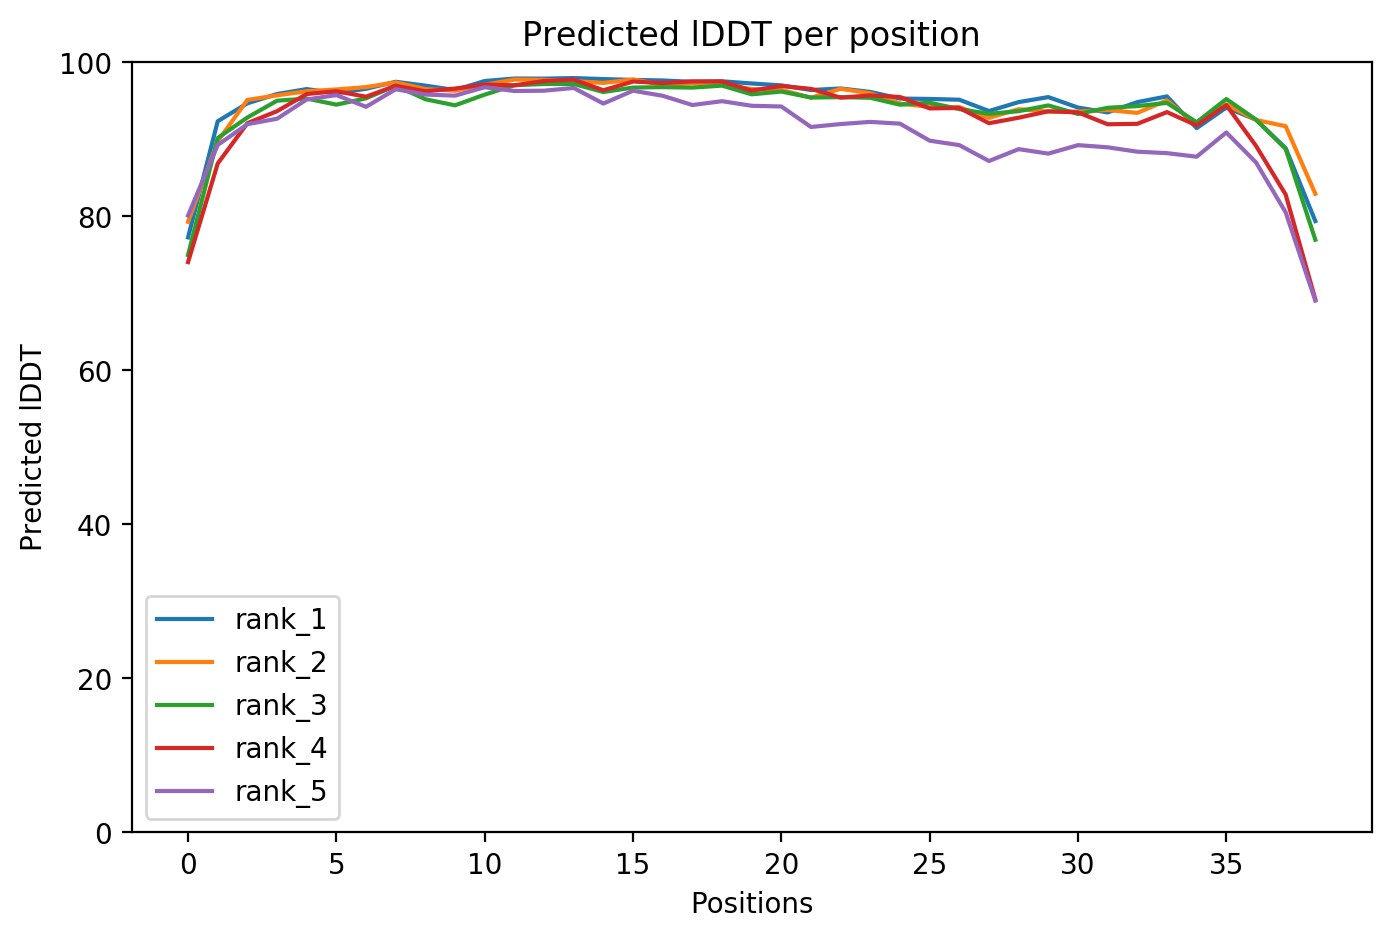 Predicted lDDT per position
100
80
60
40
20
0
Predicted lDDT
rank_1
rank_2
rank_3
rank_4
rank_5
0 5 10 15 20 25 30 35
Positions